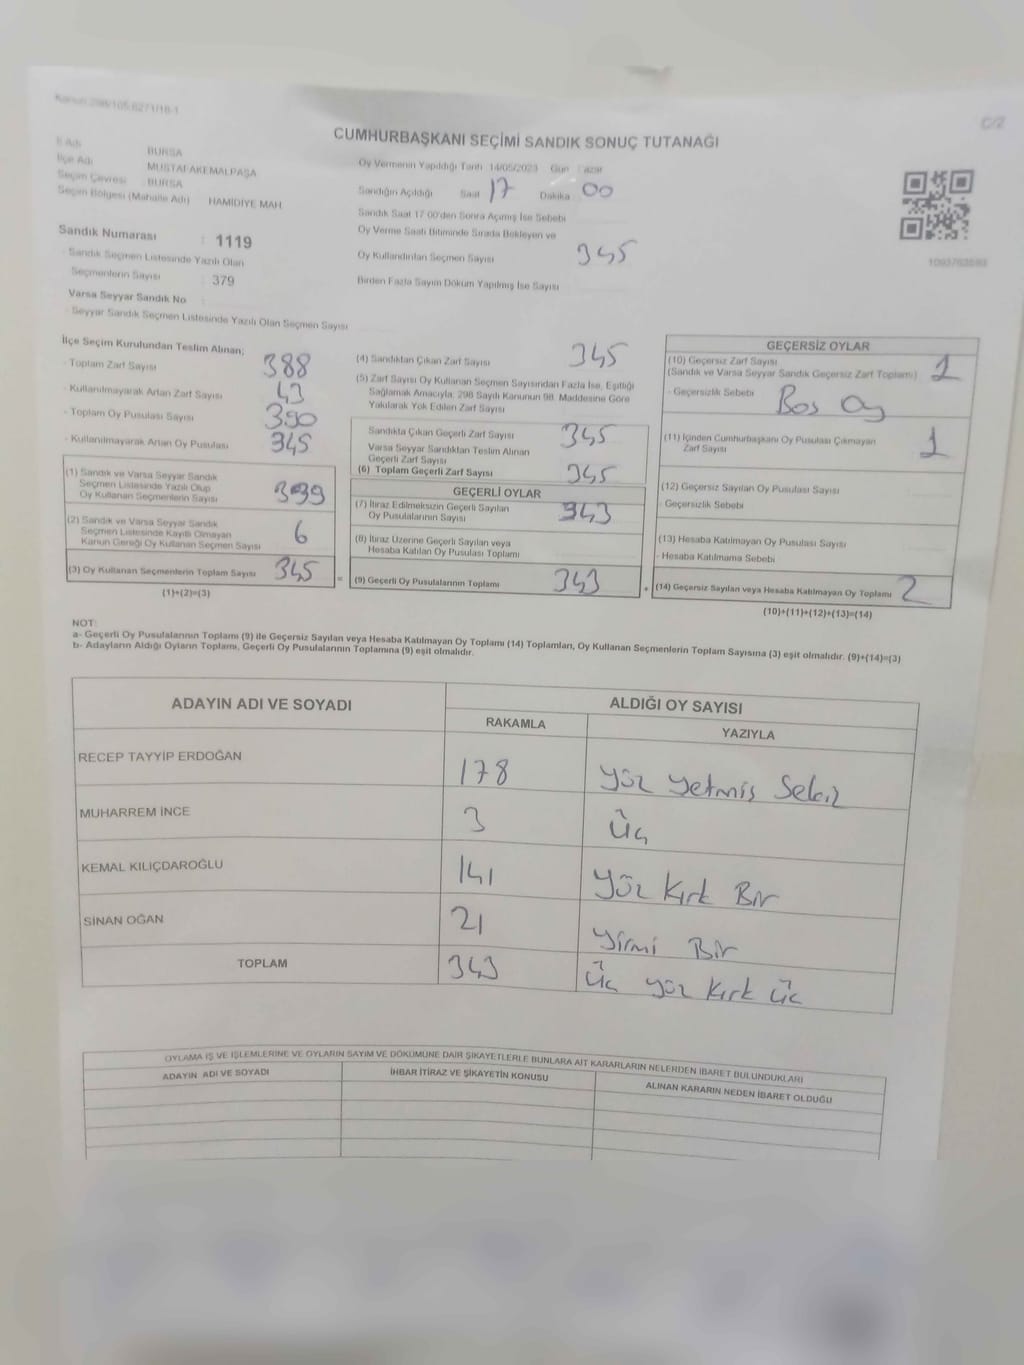 CUMHURBAŞKANI SEÇİMİ SANDIK SONUÇ TUTANAĞI
C/2
İl Adı BURSA
İlçe Adı MUSTAFAKEMALPAŞA
Seçim Çevresi BURSA
Seçim Bölgesi (Mahalle Adı) HAMİDİYE MAH.
Sandık Numarası : 1119
- Sandık Seçmen Listesinde Yazılı Olan
Seçmenlerin Sayısı : 379
Varsa Seyyar Sandık No :
- Seyyar Sandık Seçmen Listesinde Yazılı Olan Seçmen Sayısı
Oy Vermenin Yapıldığı Tarih 14/05/2023 Gün Pazar
Sandığın Açıldığı Saat 17 Dakika 00
Sandık Saat 17:00'den Sonra Açılmış İse Sebebi
Oy Verme Saati Bitiminde Sırada Bekleyen ve
Oy Kullandırılan Seçmen Sayısı 345
Birden Fazla Sayım Döküm Yapılmış İse Sayısı
İlçe Seçim Kurulundan Teslim Alınan;
- Toplam Zarf Sayısı 388
- Kullanılmayarak Artan Zarf Sayısı 43
- Toplam Oy Pusulası Sayısı 390
- Kullanılmayarak Artan Oy Pusulası 345
(1) Sandık ve Varsa Seyyar Sandık
Seçmen Listesinde Yazılı Olup
Oy Kullanan Seçmenlerin Sayısı 339
(2) Sandık ve Varsa Seyyar Sandık
Seçmen Listesinde Kayıtlı Olmayan
Kanun Gereği Oy Kullanan Seçmen Sayısı 6
(3) Oy Kullanan Seçmenlerin Toplam Sayısı 345
(1)+(2)=(3)
(4) Sandıktan Çıkan Zarf Sayısı 345
(5) Zarf Sayısı Oy Kullanan Seçmen Sayısından Fazla İse, Eşitliği
Sağlamak Amacıyla, 298 Sayılı Kanunun 98. Maddesine Göre
Yakılarak Yok Edilen Zarf Sayısı
Sandıkta Çıkan Geçerli Zarf Sayısı 345
Varsa Seyyar Sandıktan Teslim Alınan
Geçerli Zarf Sayısı
(6) Toplam Geçerli Zarf Sayısı 345
GEÇERLİ OYLAR
(7) İtiraz Edilmeksizin Geçerli Sayılan
Oy Pusulalarının Sayısı 343
(8) İtiraz Üzerine Geçerli Sayılan veya
Hesaba Katılan Oy Pusulası Toplamı
= (9) Geçerli Oy Pusulalarının Toplamı 343
GEÇERSİZ OYLAR
(10) Geçersiz Zarf Sayısı
(Sandık ve Varsa Seyyar Sandık Geçersiz Zarf Toplamı) 1
- Geçersizlik Sebebi Boş Oy
(11) İçinden Cumhurbaşkanı Oy Pusulası Çıkmayan
Zarf Sayısı 1
(12) Geçersiz Sayılan Oy Pusulası Sayısı
- Geçersizlik Sebebi
(13) Hesaba Katılmayan Oy Pusulası Sayısı
- Hesaba Katılmama Sebebi
+ (14) Geçersiz Sayılan veya Hesaba Katılmayan Oy Toplamı 2
(10)+(11)+(12)+(13)=(14)
NOT:
a- Geçerli Oy Pusulalarının Toplamı (9) ile Geçersiz Sayılan veya Hesaba Katılmayan Oy Toplamı (14) Toplamları, Oy Kullanan Seçmenlerin Toplam Sayısına (3) eşit olmalıdır. (9)+(14)=(3)
b- Adayların Aldığı Oyların Toplamı, Geçerli Oy Pusulalarının Toplamına (9) eşit olmalıdır.
ADAYIN ADI VE SOYADI ALDIĞI OY SAYISI
RAKAMLA YAZIYLA
RECEP TAYYİP ERDOĞAN 178 yüz yetmiş Sekiz
MUHARREM İNCE 3 üç
KEMAL KILIÇDAROĞLU 141 Yüz Kırk Bir
SİNAN OĞAN 21 yirmi Bir
TOPLAM 343 üç yüz kırk üç
OYLAMA İŞ VE İŞLEMLERİNE VE OYLARIN SAYIM VE DÖKÜMÜNE DAİR ŞİKAYETLERLE BUNLARA AİT KARARLARIN NELERDEN İBARET BULUNDUKLARI
ADAYIN ADI VE SOYADI İHBAR İTİRAZ VE ŞİKAYETİN KONUSU ALINAN KARARIN NEDEN İBARET OLDUĞU